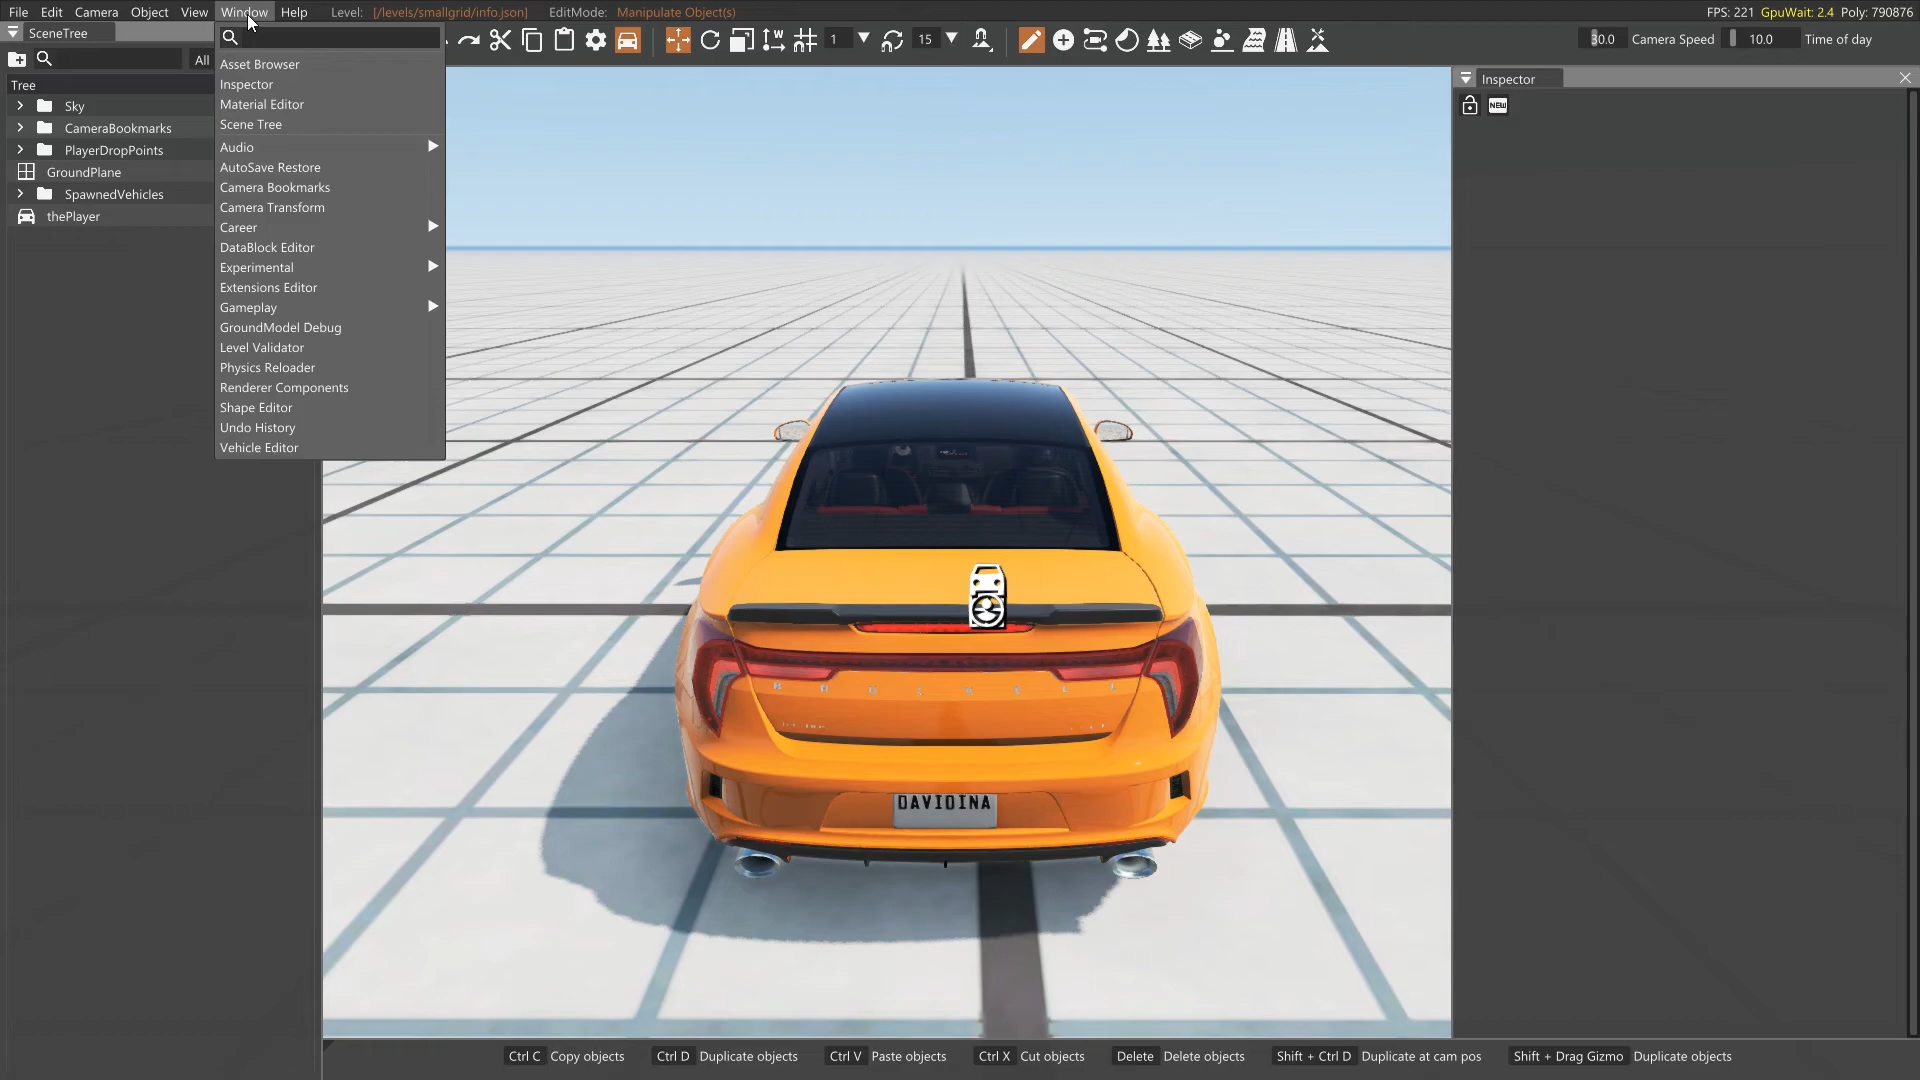 File Edit Camera Object View Window Help Level: [/levels/smallgrid/info.json] EditMode: Manipulate Object(s) FPS: 221 GpuWait: 2.4 Poly: 790876
SceneTree
1 15 30.0 Camera Speed 10.0 Time of day
All
Tree
Sky
CameraBookmarks
PlayerDropPoints
GroundPlane
SpawnedVehicles
thePlayer
Asset Browser
Inspector
Material Editor
Scene Tree
Audio
AutoSave Restore
Camera Bookmarks
Camera Transform
Career
DataBlock Editor
Experimental
Extensions Editor
Gameplay
GroundModel Debug
Level Validator
Physics Reloader
Renderer Components
Shape Editor
Undo History
Vehicle Editor
Inspector
NEW
DAVIDINA
Ctrl C Copy objects Ctrl D Duplicate objects Ctrl V Paste objects Ctrl X Cut objects Delete Delete objects Shift + Ctrl D Duplicate at cam pos Shift + Drag Gizmo Duplicate objects